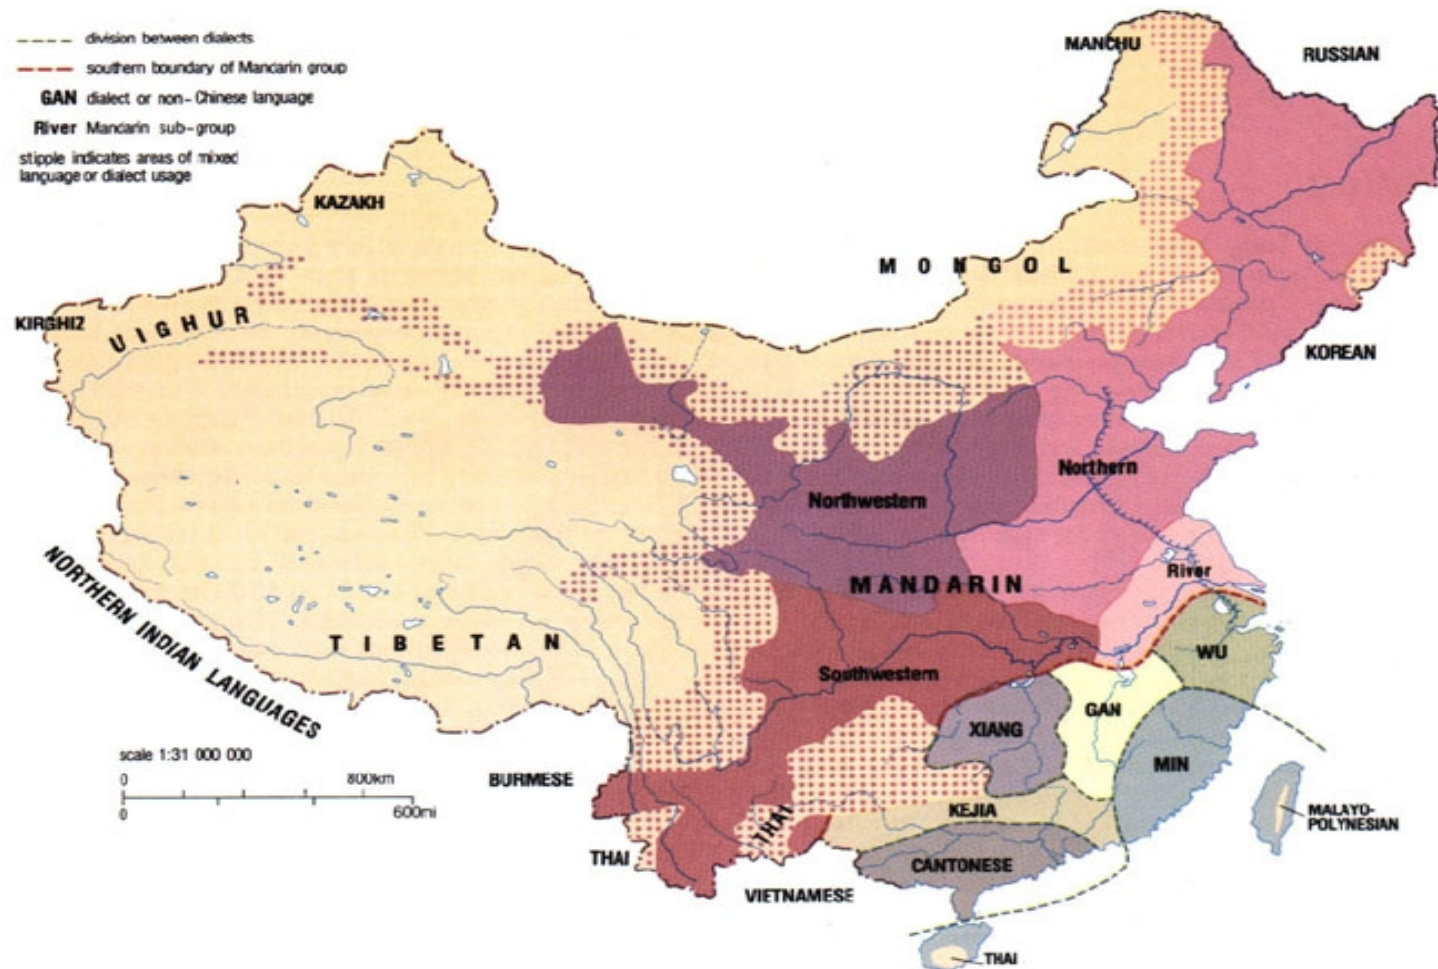 division between dialects
southern boundary of Mandarin group
GAN dialect or non-Chinese language
River Mandarin sub-group
stipple indicates areas of mixed
language or dialect usage
MANCHU
RUSSIAN
KAZAKH
MONGOL
KIRGHIZ
UIGHUR
KOREAN
Northern
Northwestern
River
MANDARIN
NORTHERN INDIAN LANGUAGES
TIBETAN
WU
Southwestern
GAN
XIANG
MIN
scale 1:31 000 000
0 800km
0 600mi
BURMESE
KEJIA
MALAYO-
POLYNESIAN
THAI
THAI
CANTONESE
VIETNAMESE
THAI